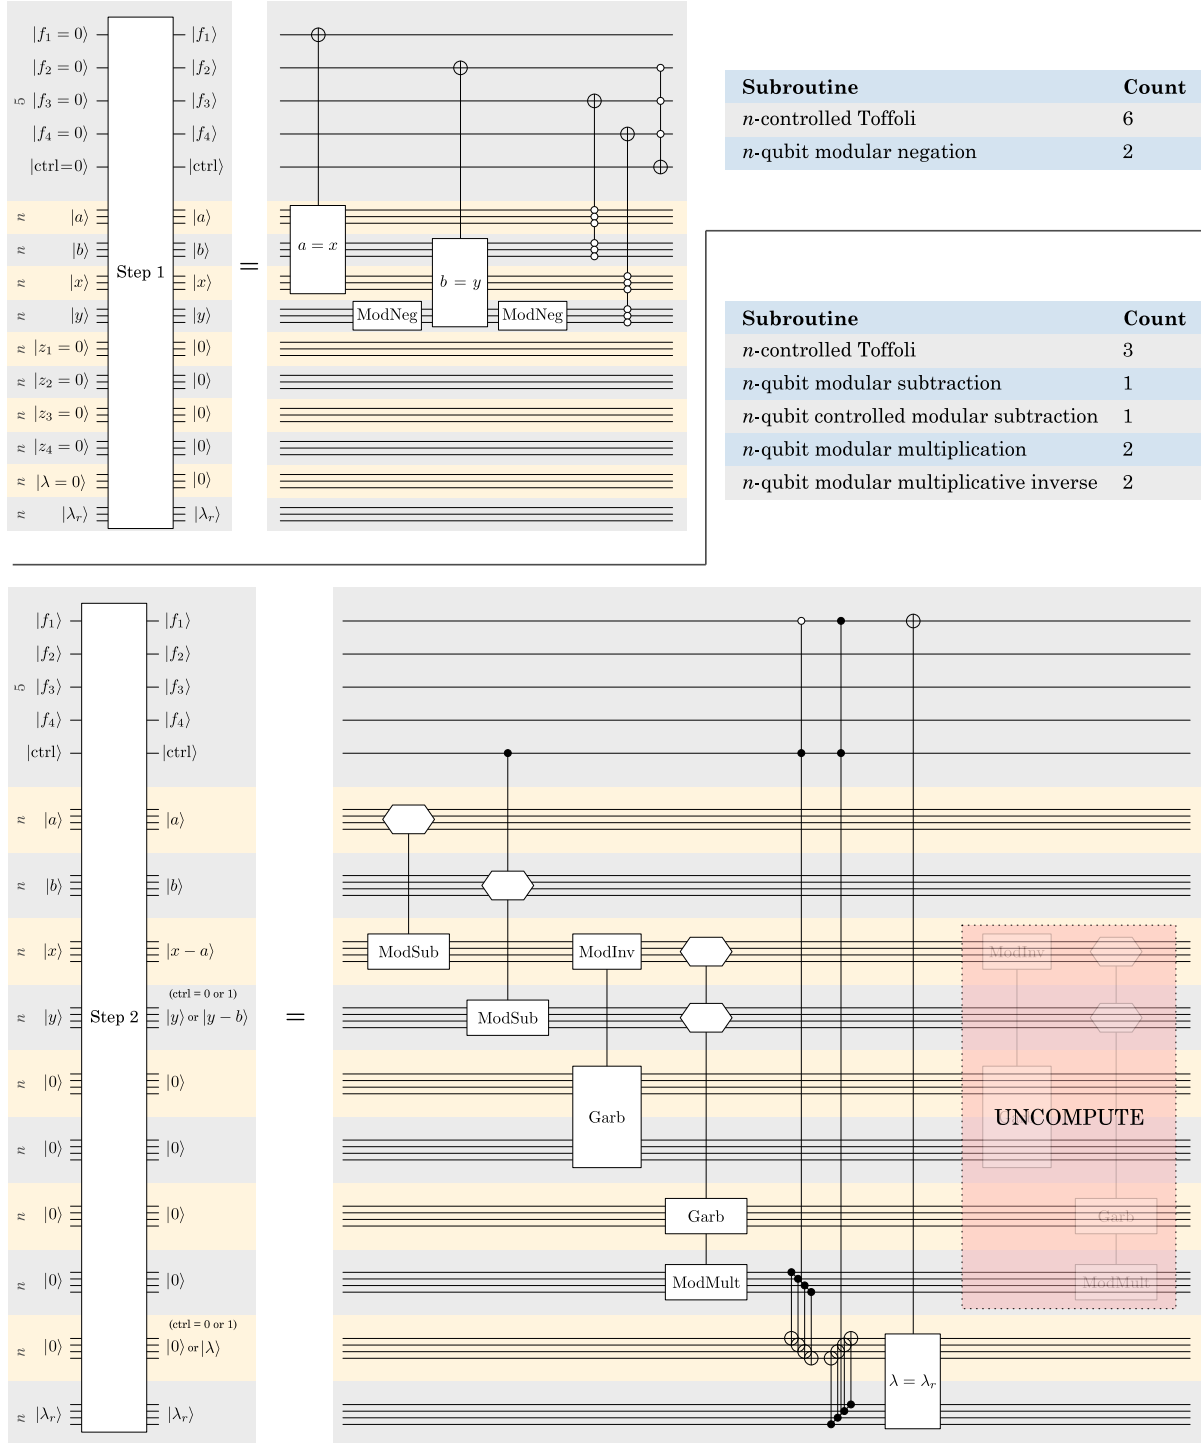 |f₁ = 0⟩ |f₁⟩
|f₂ = 0⟩ |f₂⟩
5 |f₃ = 0⟩ |f₃⟩
|f₄ = 0⟩ |f₄⟩
|ctrl=0⟩ |ctrl⟩
n |a⟩ |a⟩
n |b⟩ |b⟩
n |x⟩ Step 1 |x⟩
n |y⟩ |y⟩
n |z₁ = 0⟩ |0⟩
n |z₂ = 0⟩ |0⟩
n |z₃ = 0⟩ |0⟩
n |z₄ = 0⟩ |0⟩
n |λ = 0⟩ |0⟩
n |λᵣ⟩ |λᵣ⟩
=
a = x
b = y
ModNeg ModNeg
Subroutine Count
n-controlled Toffoli 6
n-qubit modular negation 2
Subroutine Count
n-controlled Toffoli 3
n-qubit modular subtraction 1
n-qubit controlled modular subtraction 1
n-qubit modular multiplication 2
n-qubit modular multiplicative inverse 2
|f₁⟩ |f₁⟩
|f₂⟩ |f₂⟩
5 |f₃⟩ |f₃⟩
|f₄⟩ |f₄⟩
|ctrl⟩ |ctrl⟩
n |a⟩ |a⟩
n |b⟩ |b⟩
n |x⟩ |x − a⟩
(ctrl = 0 or 1)
n |y⟩ Step 2 |y⟩ or |y − b⟩
n |0⟩ |0⟩
n |0⟩ |0⟩
n |0⟩ |0⟩
n |0⟩ |0⟩
(ctrl = 0 or 1)
n |0⟩ |0⟩ or |λ⟩
n |λᵣ⟩ |λᵣ⟩
=
ModSub ModInv ModInv
ModSub
Garb UNCOMPUTE
Garb Garb
ModMult ModMult
λ = λᵣ